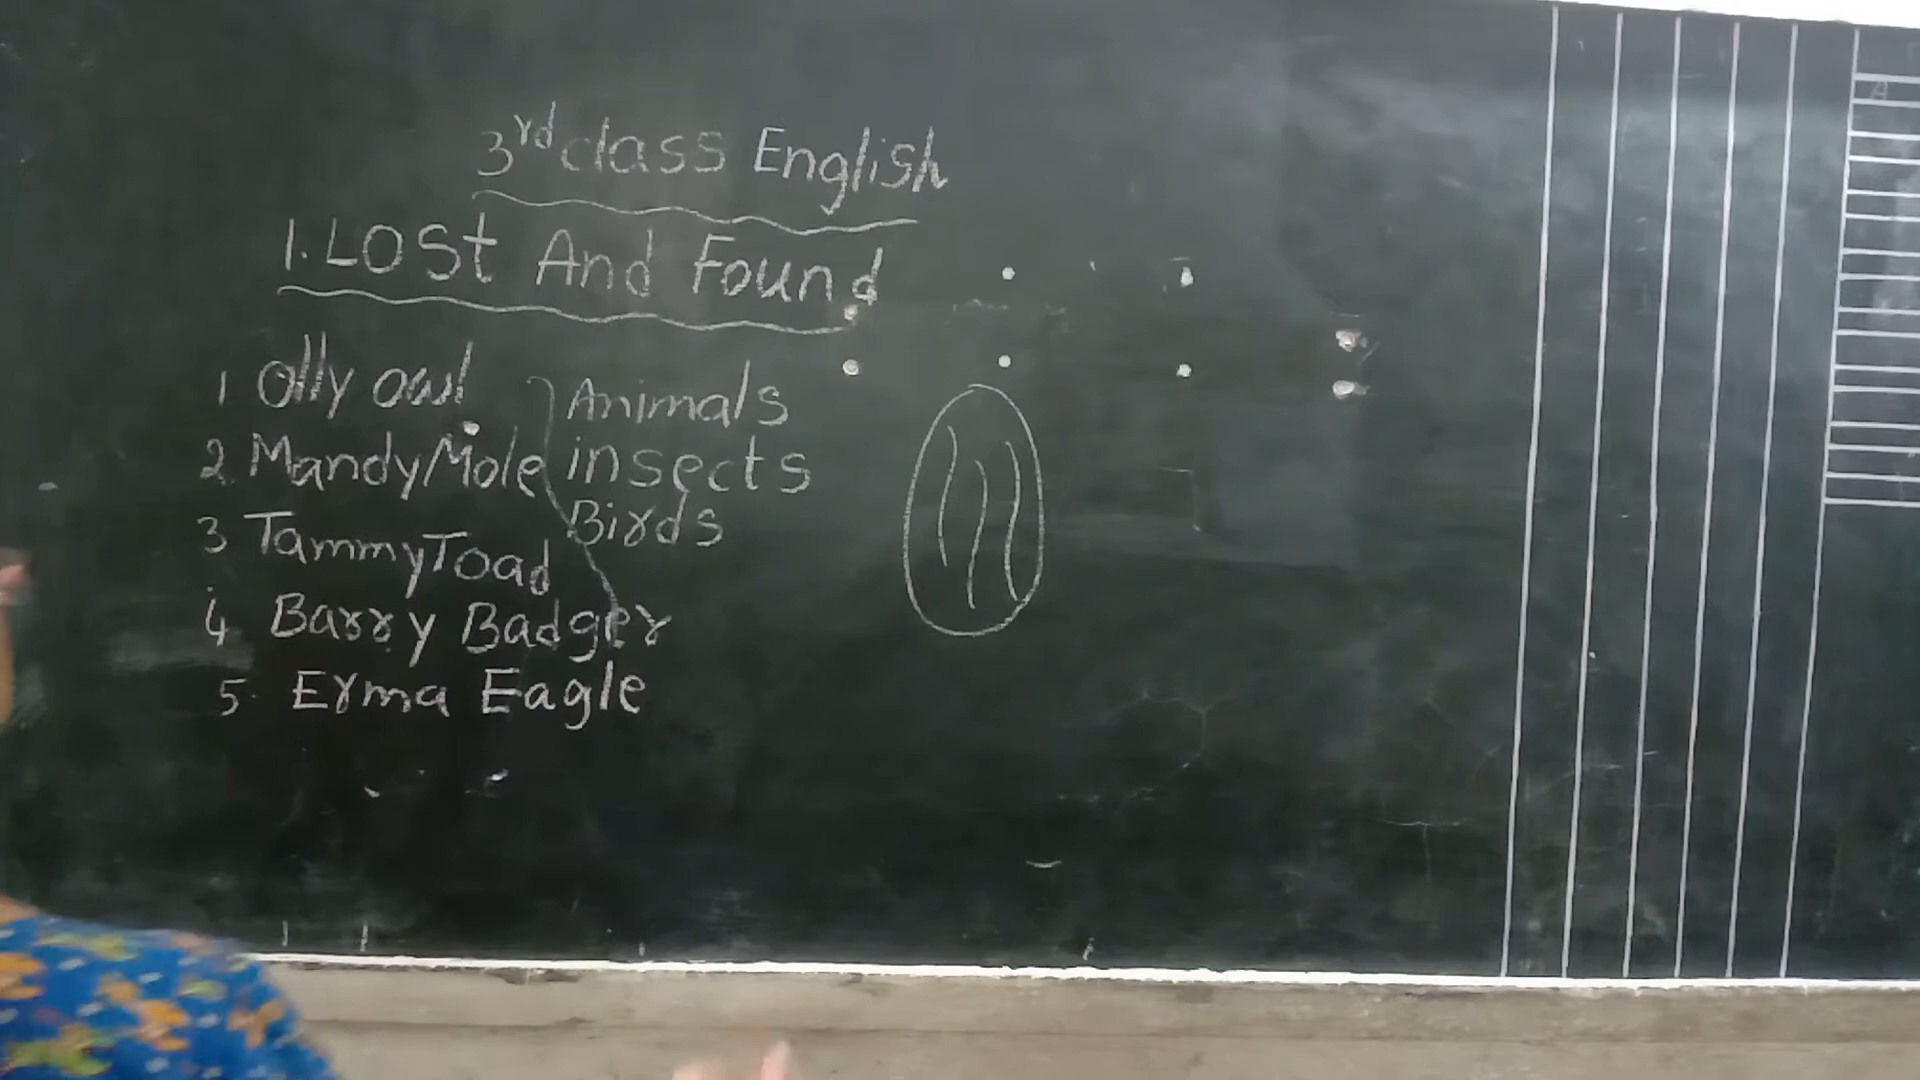 3rd class English
1. LOSt And Found
1 Olly owl
2. Mandy Mole
3 Tammy Toad
4 Barry Badger
5. Erma Eagle
Animals
insects
Birds